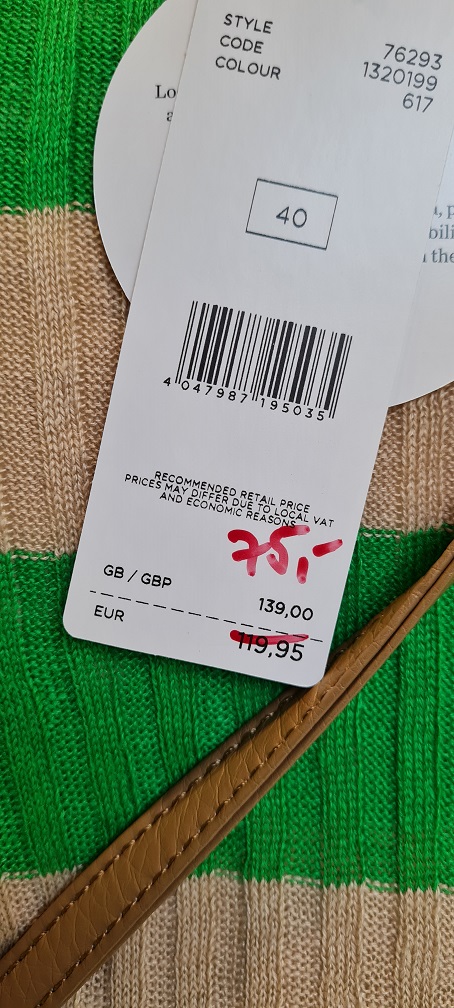 STYLE 76293
CODE 1320199
COLOUR 617
Lo
40
4 047987 195035
RECOMMENDED RETAIL PRICE
PRICES MAY DIFFER DUE TO LOCAL VAT
AND ECONOMIC REASONS
75,-
GB / GBP 139,00
EUR 119,95